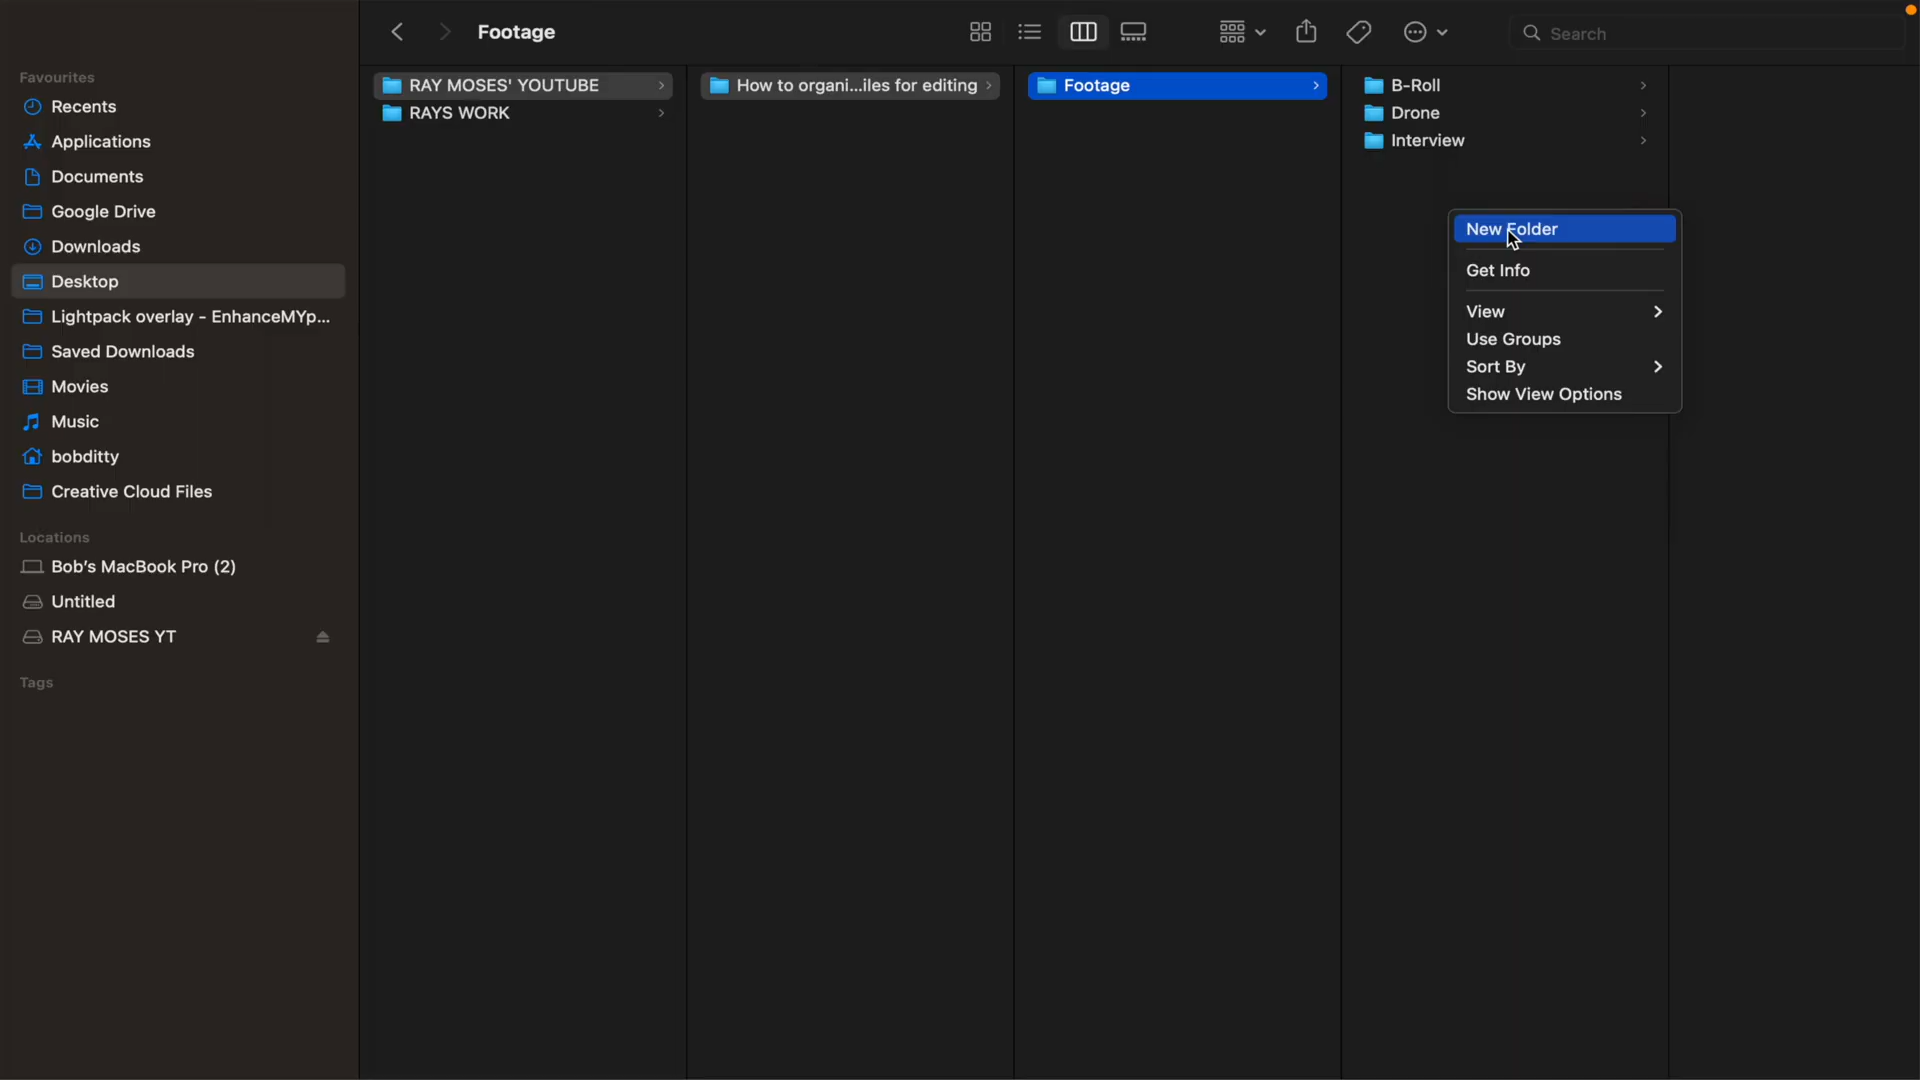 Footage
Search
Favourites
Recents
Applications
Documents
Google Drive
Downloads
Desktop
Lightpack overlay - EnhanceMYp...
Saved Downloads
Movies
Music
bobditty
Creative Cloud Files
Locations
Bob's MacBook Pro (2)
Untitled
RAY MOSES YT
Tags
RAY MOSES' YOUTUBE
RAYS WORK
How to organi...iles for editing
Footage
B-Roll
Drone
Interview
New Folder
Get Info
View
Use Groups
Sort By
Show View Options